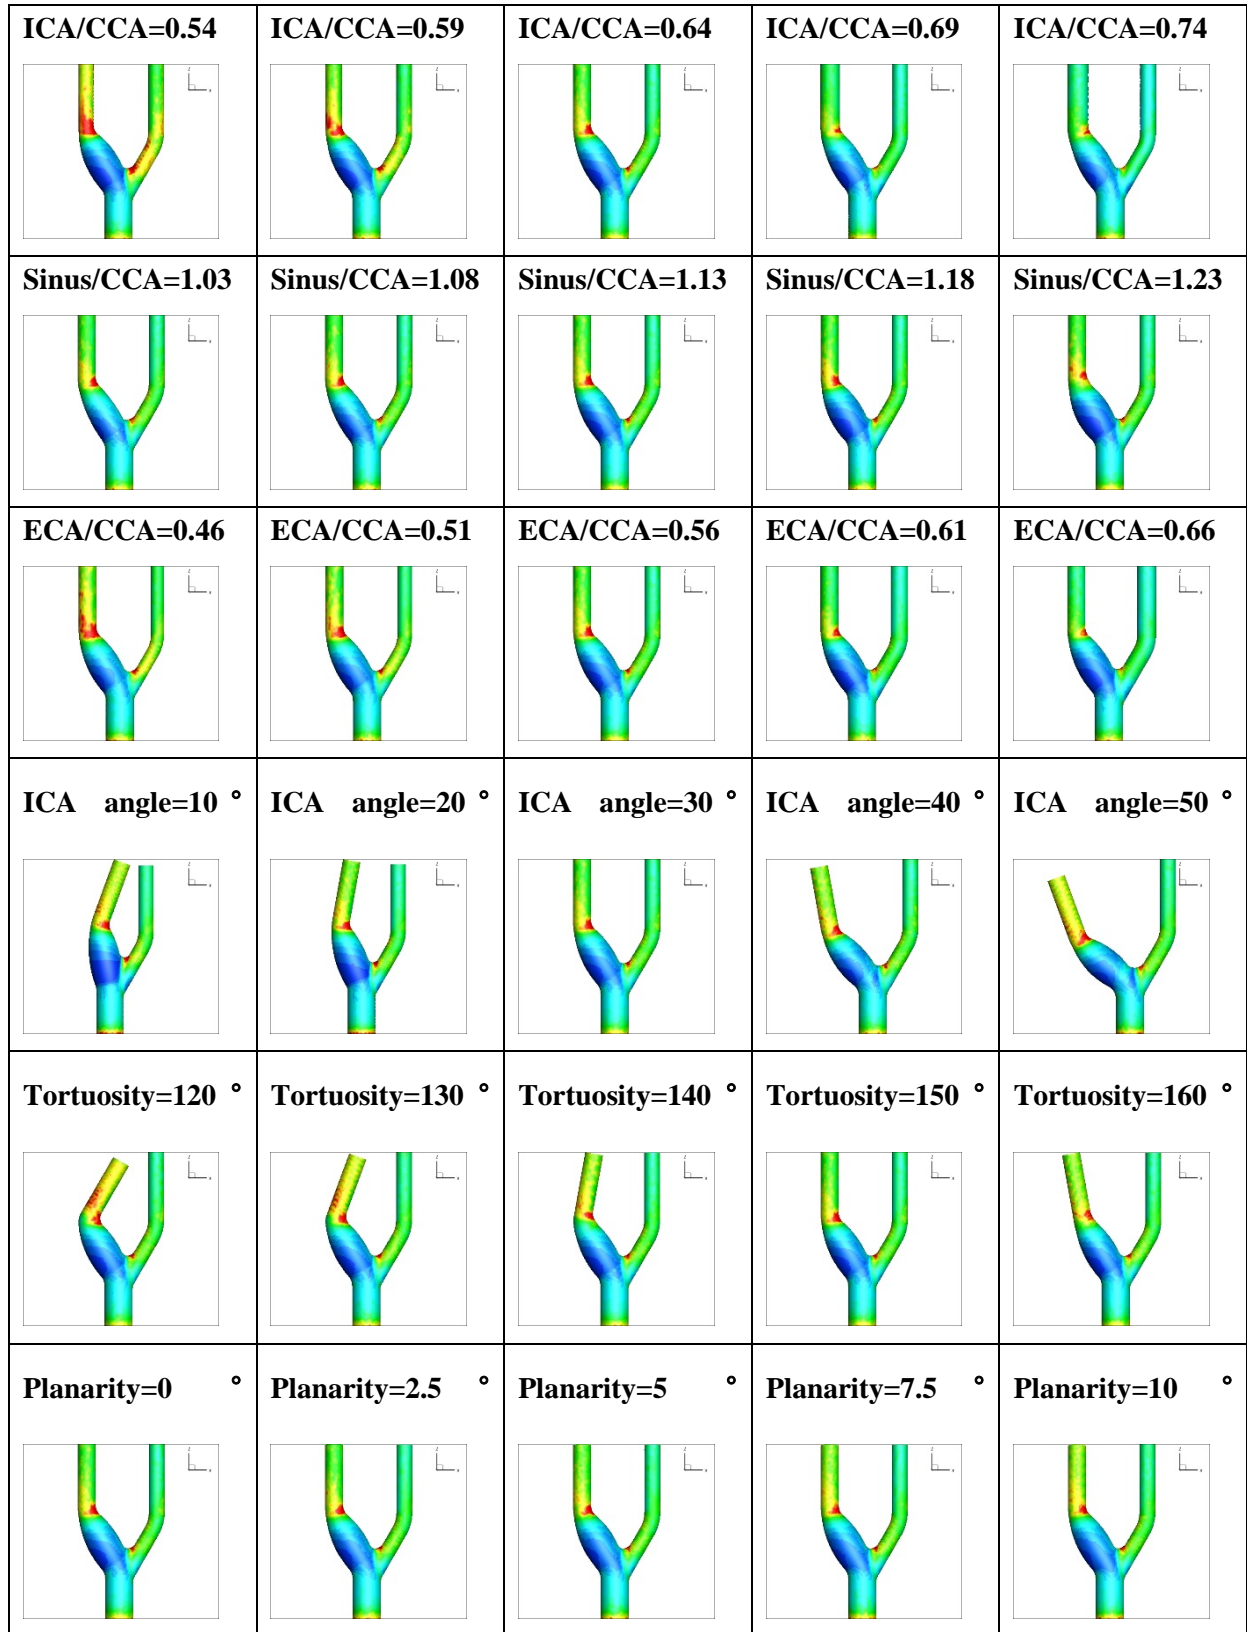 ICA/CCA=0.54 ICA/CCA=0.59 ICA/CCA=0.64 ICA/CCA=0.69 ICA/CCA=0.74
Sinus/CCA=1.03 Sinus/CCA=1.08 Sinus/CCA=1.13 Sinus/CCA=1.18 Sinus/CCA=1.23
ECA/CCA=0.46 ECA/CCA=0.51 ECA/CCA=0.56 ECA/CCA=0.61 ECA/CCA=0.66
ICA angle=10 ° ICA angle=20 ° ICA angle=30 ° ICA angle=40 ° ICA angle=50 °
Tortuosity=120 ° Tortuosity=130 ° Tortuosity=140 ° Tortuosity=150 ° Tortuosity=160 °
Planarity=0 ° Planarity=2.5 ° Planarity=5 ° Planarity=7.5 ° Planarity=10 °